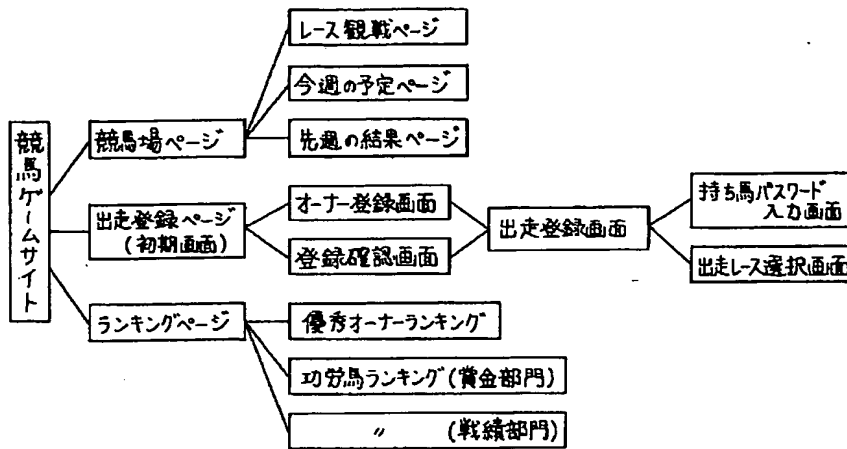 競馬ゲームサイト
競馬場ページ
レース観戦ページ
今週の予定ページ
先週の結果ページ
出走登録ページ
(初期画面)
オーナー登録画面
登録確認画面
出走登録画面
持ち馬パスワード
入力画面
出走レース選択画面
ランキングページ
優秀オーナーランキング
功労馬ランキング(賞金部門)
〃 (戦績部門)